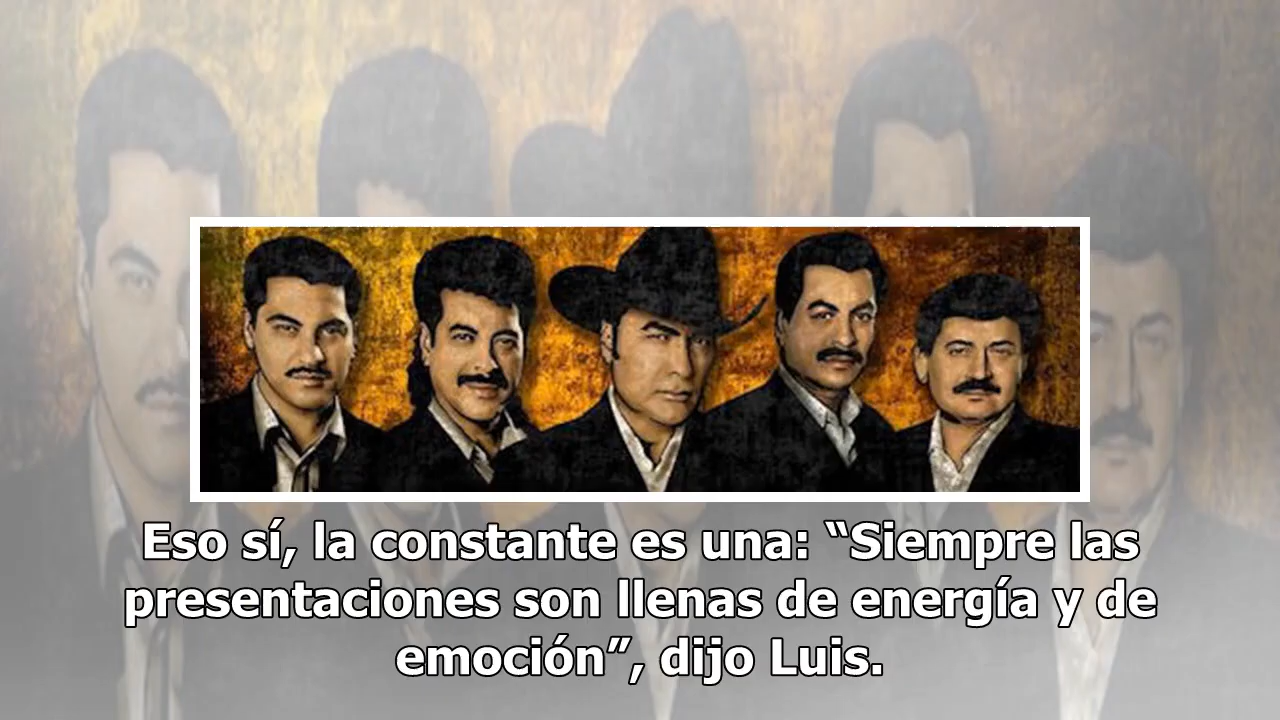 Eso sí, la constante es una: “Siempre las
presentaciones son llenas de energía y de
emoción”, dijo Luis.